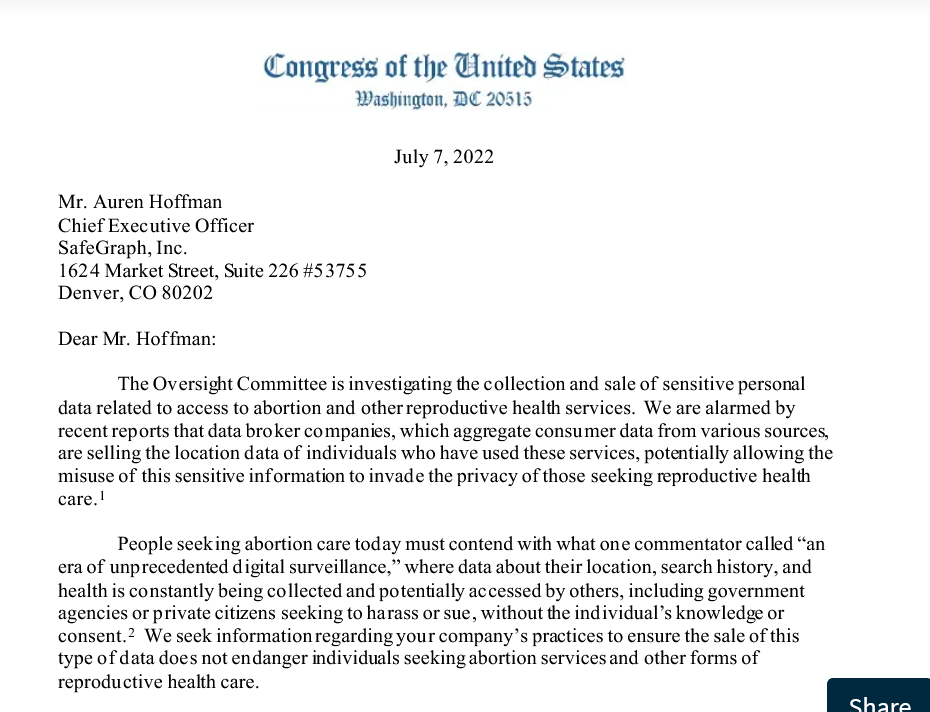 Congress of the United States
Washington, DC 20515
July 7, 2022
Mr. Auren Hoffman
Chief Executive Officer
SafeGraph, Inc.
1624 Market Street, Suite 226 #53755
Denver, CO 80202
Dear Mr. Hoffman:
The Oversight Committee is investigating the collection and sale of sensitive personal
data related to access to abortion and other reproductive health services.  We are alarmed by
recent reports that data broker companies, which aggregate consumer data from various sources,
are selling the location data of individuals who have used these services, potentially allowing the
misuse of this sensitive information to invade the privacy of those seeking reproductive health
care.¹
People seeking abortion care today must contend with what one commentator called “an
era of unprecedented digital surveillance,” where data about their location, search history, and
health is constantly being collected and potentially accessed by others, including government
agencies or private citizens seeking to harass or sue, without the individual’s knowledge or
consent.²  We seek information regarding your company’s practices to ensure the sale of this
type of data does not endanger individuals seeking abortion services and other forms of
reproductive health care.
Share